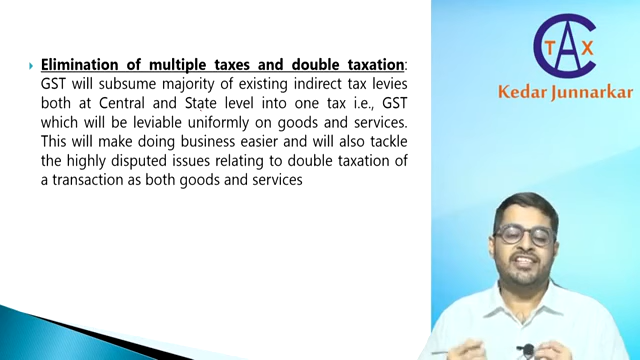 Elimination of multiple taxes and double taxation:
GST will subsume majority of existing indirect tax levies
both at Central and State level into one tax i.e., GST
which will be leviable uniformly on goods and services.
This will make doing business easier and will also tackle
the highly disputed issues relating to double taxation of
a transaction as both goods and services
CA
TAX
Kedar Junnarkar